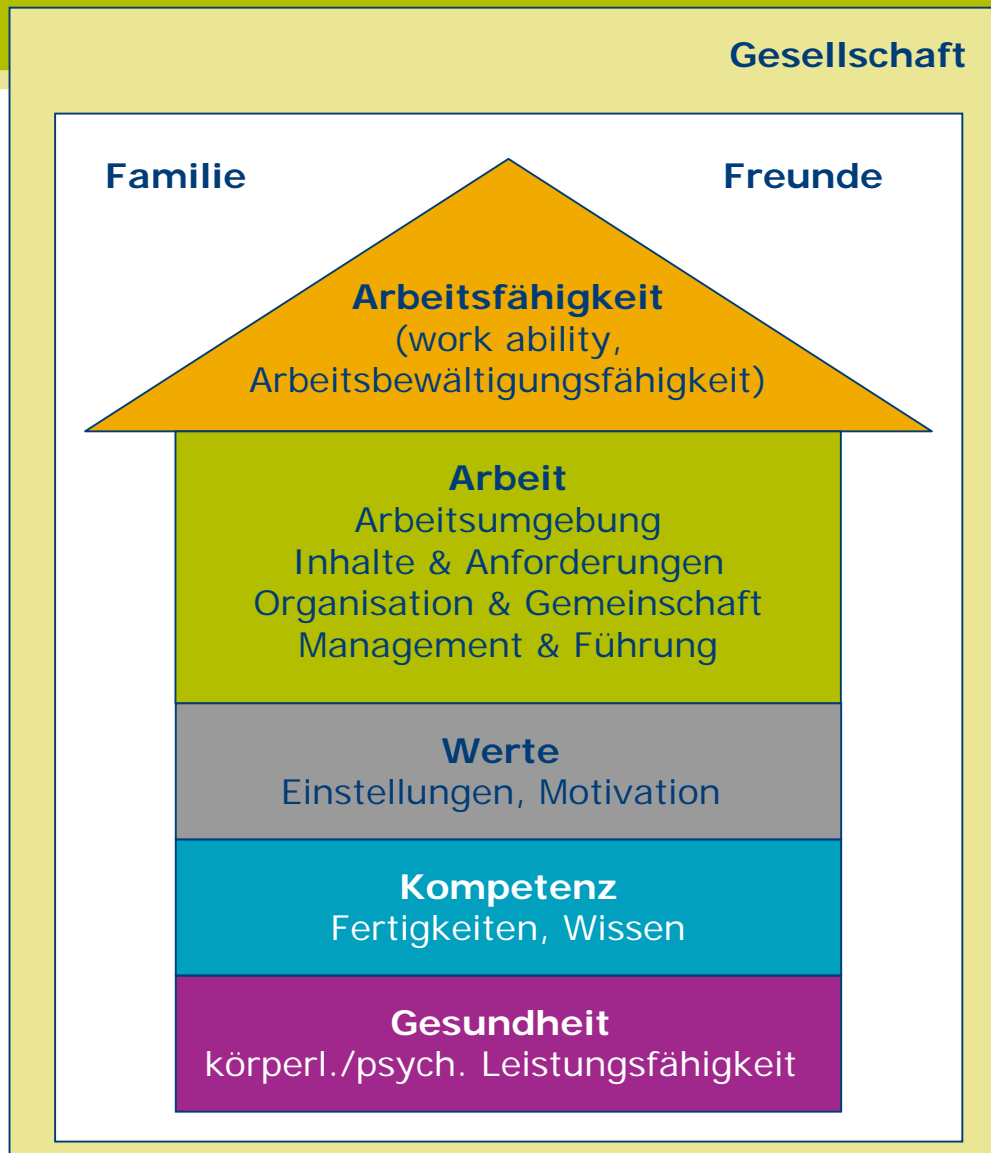 Gesellschaft
Familie
Freunde
Arbeitsfähigkeit
(work ability,
Arbeitsbewältigungsfähigkeit)
Arbeit
Arbeitsumgebung
Inhalte & Anforderungen
Organisation & Gemeinschaft
Management & Führung
Werte
Einstellungen, Motivation
Kompetenz
Fertigkeiten, Wissen
Gesundheit
körperl./psych. Leistungsfähigkeit